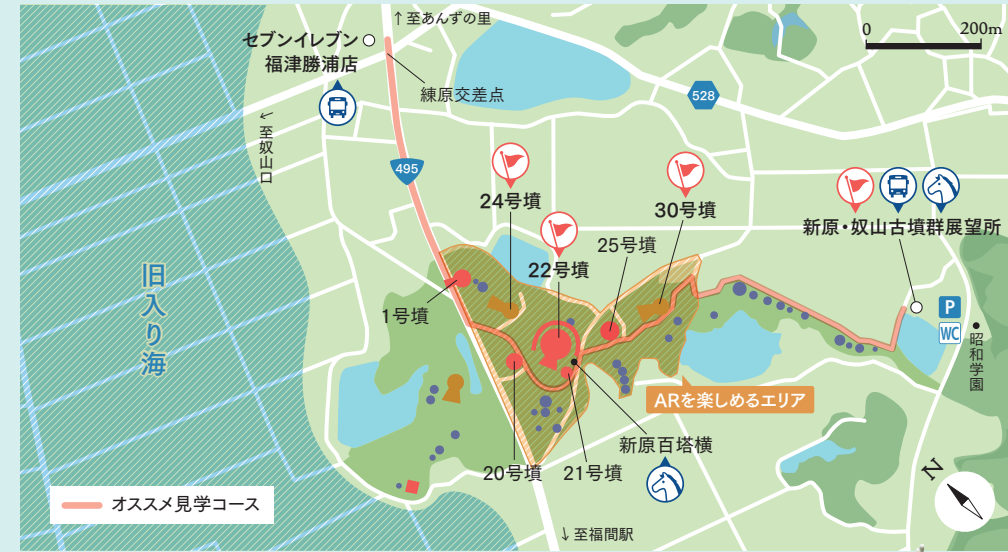 ↑至あんずの里
セブンイレブン
福津勝浦店
練原交差点
0 200m
528
←至奴山口
495
24号墳
30号墳
22号墳
25号墳
新原・奴山古墳群展望所
旧入り海
1号墳
P
WC
昭和学園
ARを楽しめるエリア
新原百塔横
20号墳
21号墳
N
オススメ見学コース
↓至福間駅